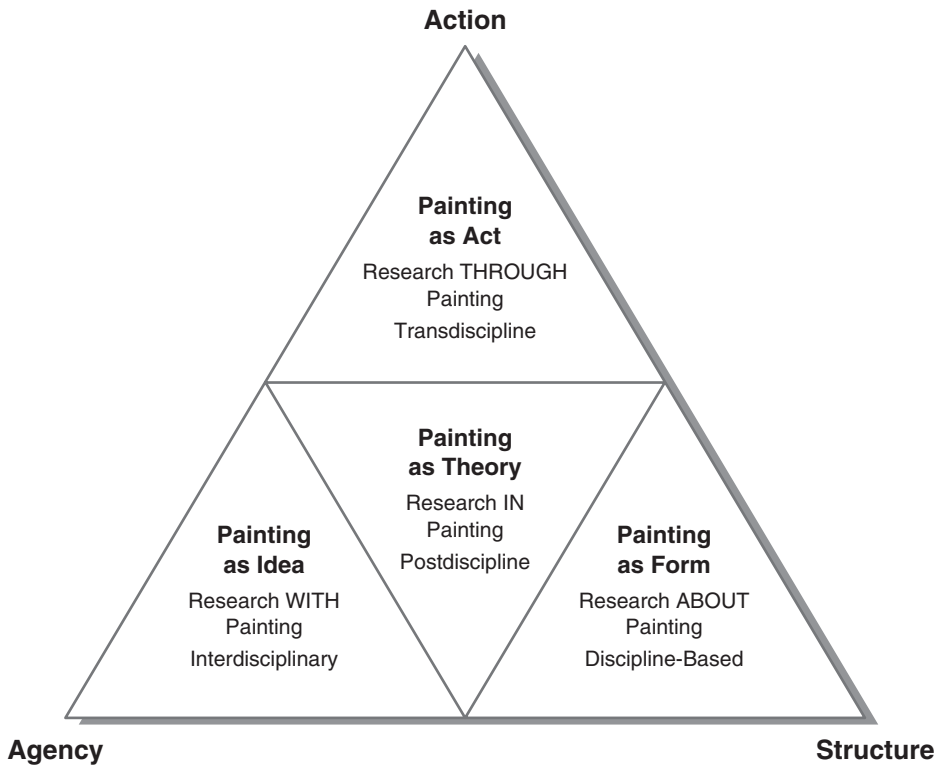 Action
Painting
as Act
Research THROUGH
Painting
Transdiscipline
Painting
as Theory
Research IN
Painting
Postdiscipline
Painting
as Idea
Research WITH
Painting
Interdisciplinary
Painting
as Form
Research ABOUT
Painting
Discipline-Based
Agency
Structure